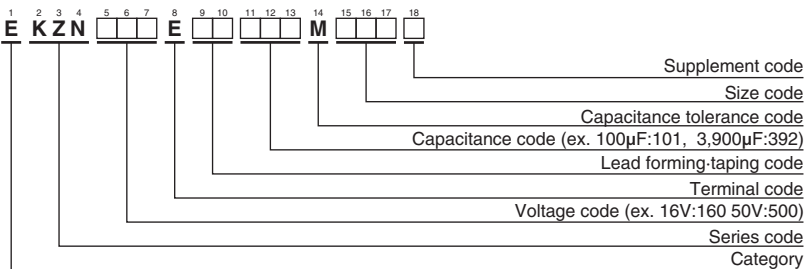 1 2 3 4 5 6 7 8 9 10 11 12 13 14 15 16 17 18
E KZN E M
Supplement code
Size code
Capacitance tolerance code
Capacitance code (ex. 100μF:101, 3,900μF:392)
Lead forming·taping code
Terminal code
Voltage code (ex. 16V:160 50V:500)
Series code
Category